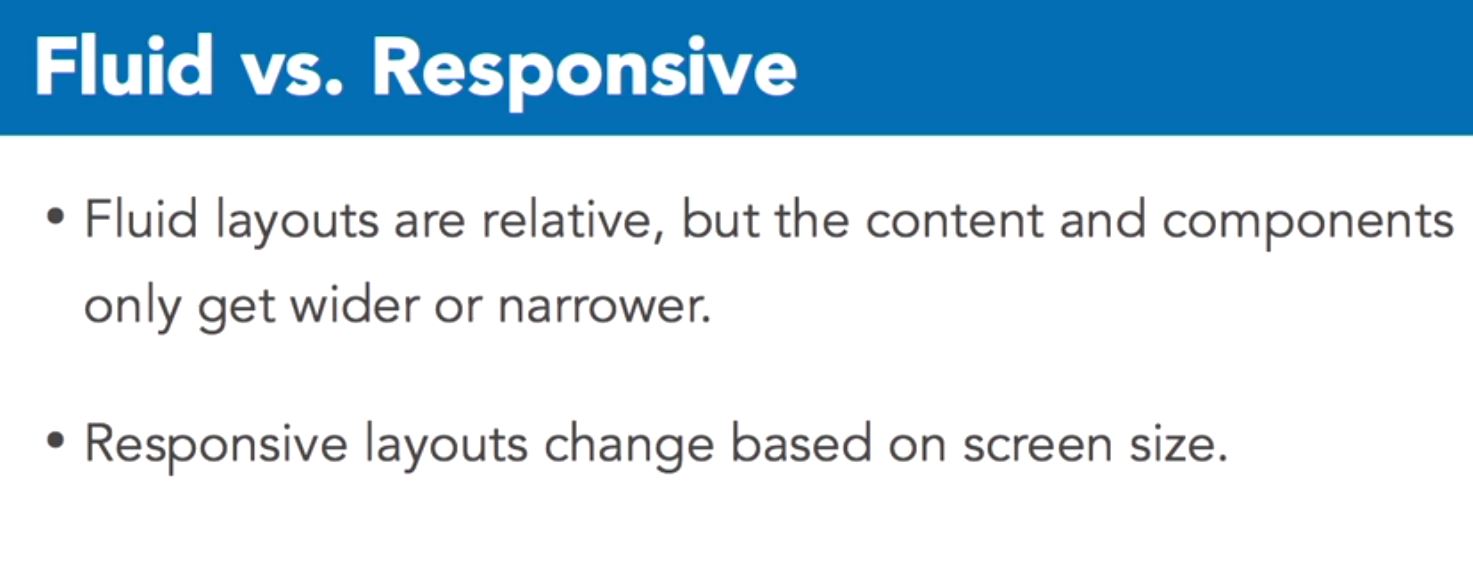 Fluid vs. Responsive
• Fluid layouts are relative, but the content and components
only get wider or narrower.
• Responsive layouts change based on screen size.